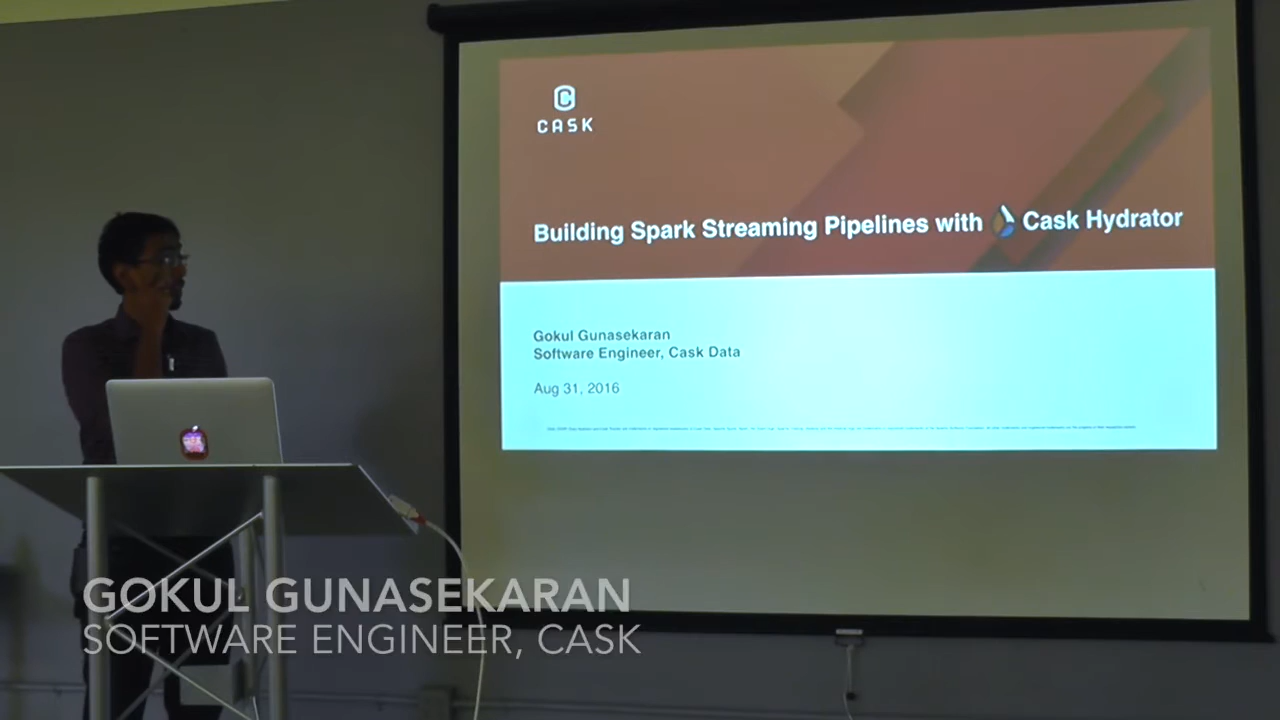 CASK
Building Spark Streaming Pipelines with Cask Hydrator
Gokul Gunasekaran
Software Engineer, Cask Data
Aug 31, 2016
GOKUL GUNASEKARAN
SOFTWARE ENGINEER, CASK